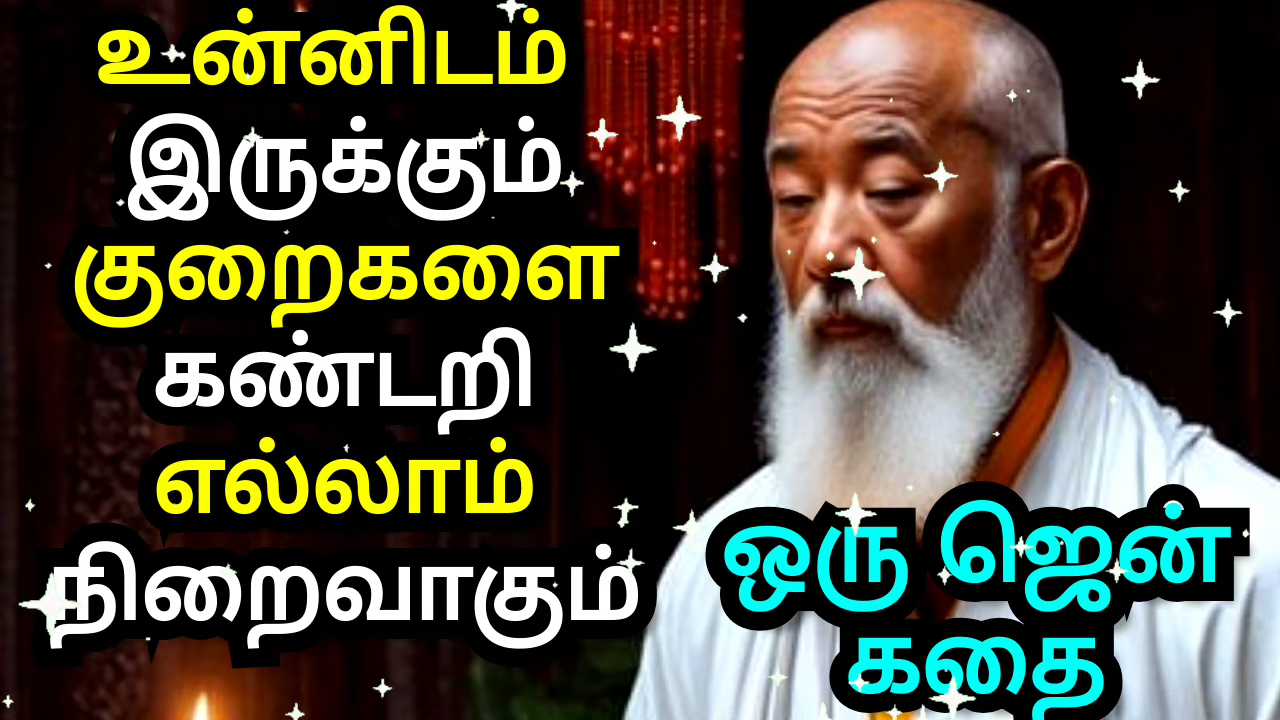 உன்னிடம்
இருக்கும்
குறைகளை
கண்டறி
எல்லாம்
நிறைவாகும்
ஒரு ஜென்
கதை